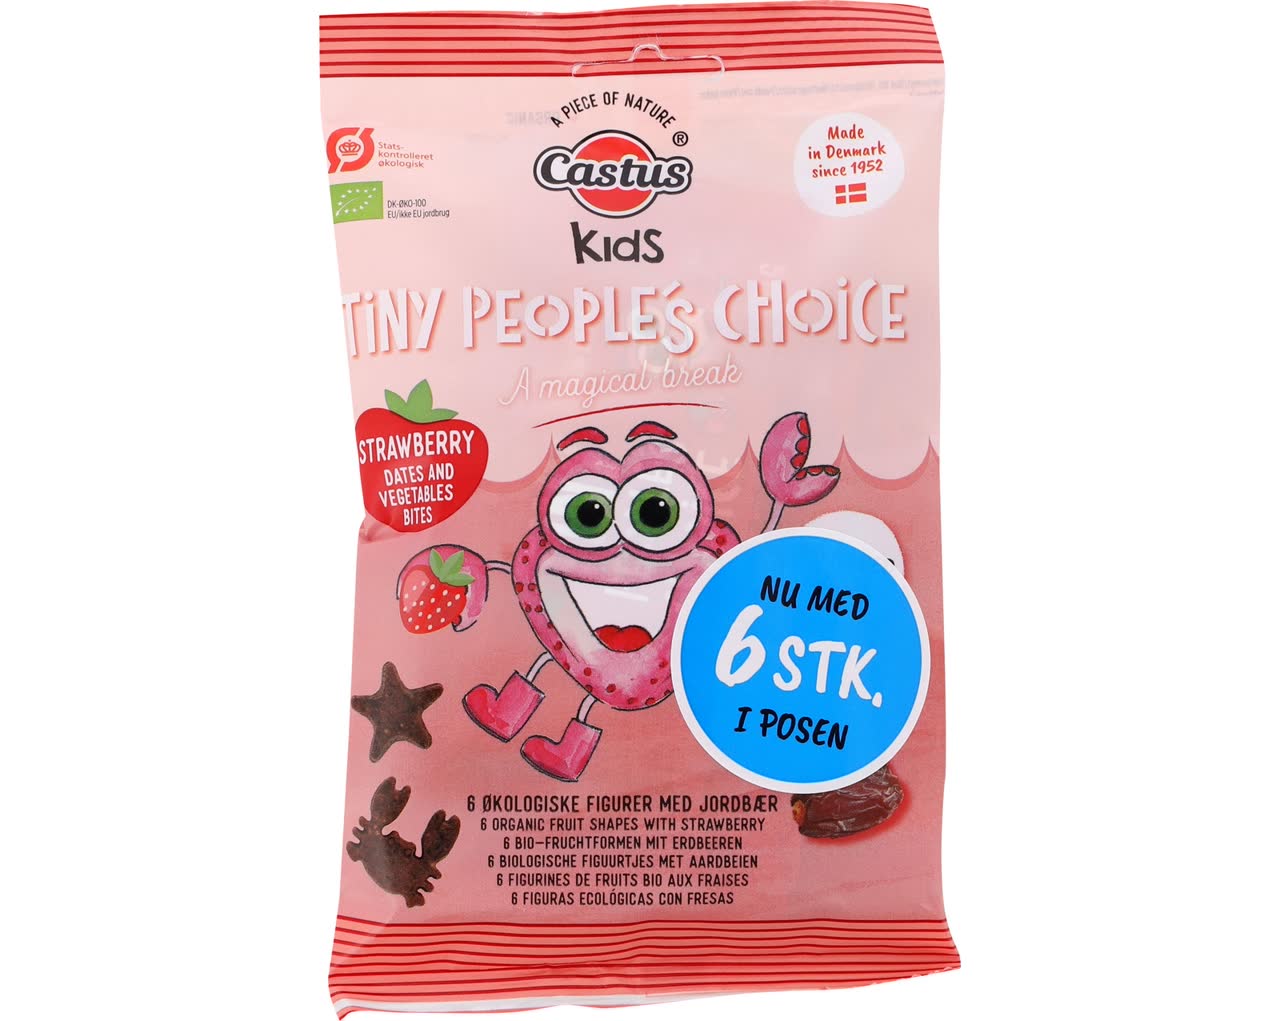 A PIECE OF NATURE
Castus®
Kids
Stats-
kontrolleret
økologisk
DK-ØKO-100
EU/ikke EU jordbrug
Made
in Denmark
since 1952
TiNY PEOPLE'S CHOiCE
A magical break
STRAWBERRY
DATES AND
VEGETABLES
BITES
NU MED
6 STK.
I POSEN
6 ØKOLOGISKE FIGURER MED JORDBÆR
6 ORGANIC FRUIT SHAPES WITH STRAWBERRY
6 BIO-FRUCHTFORMEN MIT ERDBEEREN
6 BIOLOGISCHE FIGUURTJES MET AARDBEIEN
6 FIGURINES DE FRUITS BIO AUX FRAISES
6 FIGURAS ECOLÓGICAS CON FRESAS